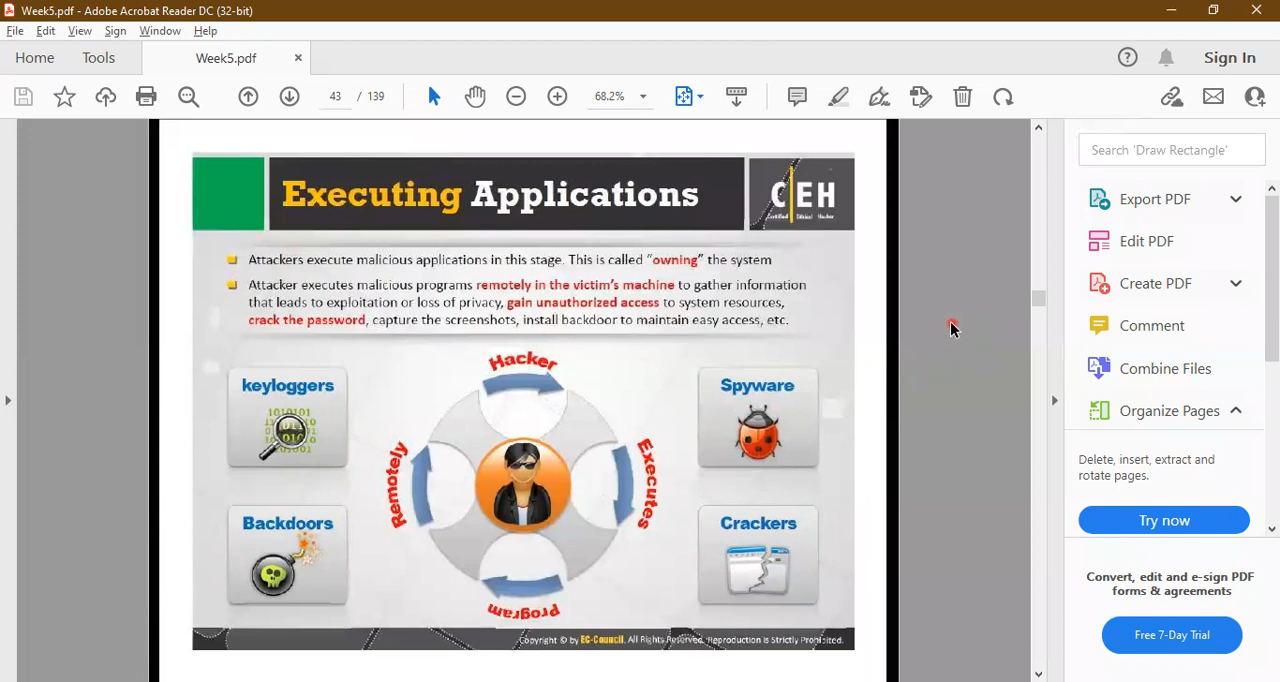 Week5.pdf - Adobe Acrobat Reader DC (32-bit)
File Edit View Sign Window Help
Home Tools Week5.pdf × Sign In
43 / 139 68.2%
Executing Applications
CEH
Certified Ethical Hacker
Attackers execute malicious applications in this stage. This is called "owning" the system
Attacker executes malicious programs remotely in the victim's machine to gather information
that leads to exploitation or loss of privacy, gain unauthorized access to system resources,
crack the password, capture the screenshots, install backdoor to maintain easy access, etc.
keyloggers
Backdoors
Hacker
Executes
Program
Remotely
Spyware
Crackers
Copyright © by EC-Council. All Rights Reserved. Reproduction is Strictly Prohibited.
Search 'Draw Rectangle'
Export PDF
Edit PDF
Create PDF
Comment
Combine Files
Organize Pages
Delete, insert, extract and
rotate pages.
Try now
Convert, edit and e-sign PDF
forms & agreements
Free 7-Day Trial